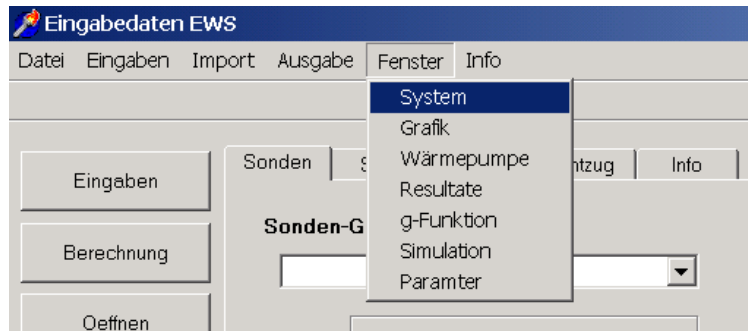 Eingabedaten EWS
Datei Eingaben Import Ausgabe Fenster Info
System
Grafik
Wärmepumpe
Resultate
g-Funktion
Simulation
Paramter
Sonden Info
Eingaben
Sonden-G
Berechnung
Oeffnen